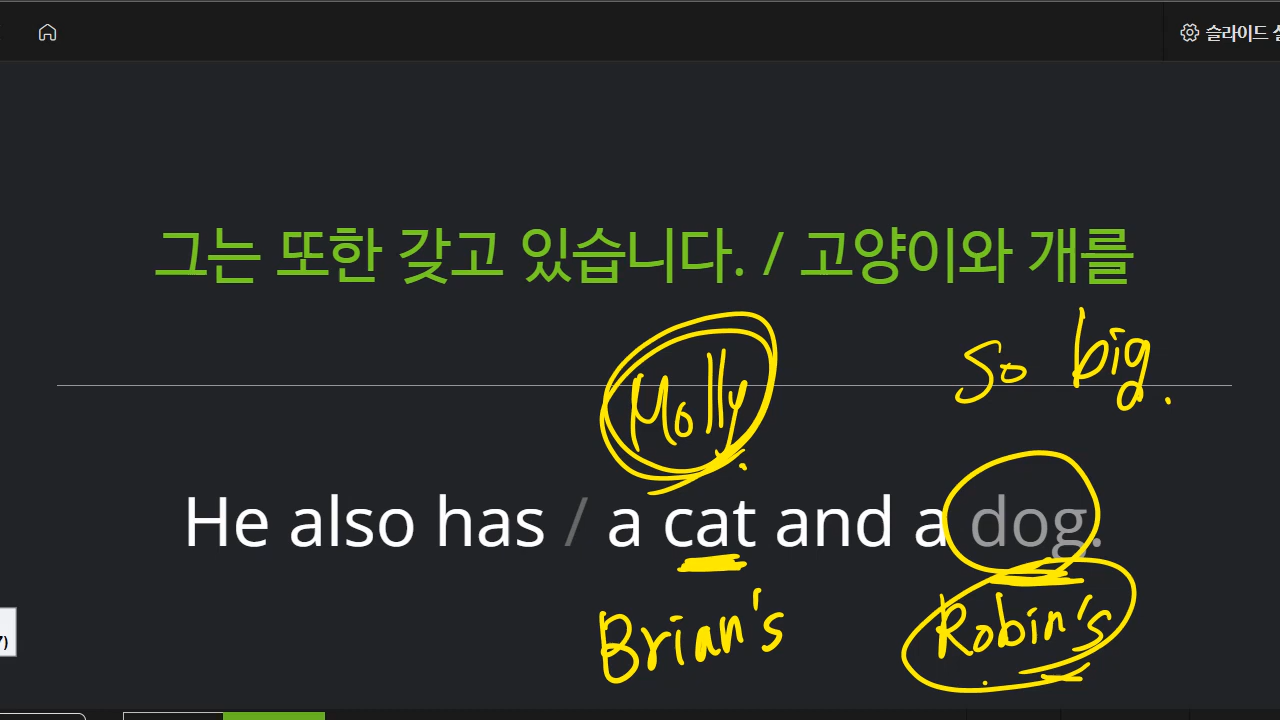 슬라이드
그는 또한 갖고 있습니다. / 고양이와 개를
so big.
Molly
He also has / a cat and a dog.
Brian's
Robin's